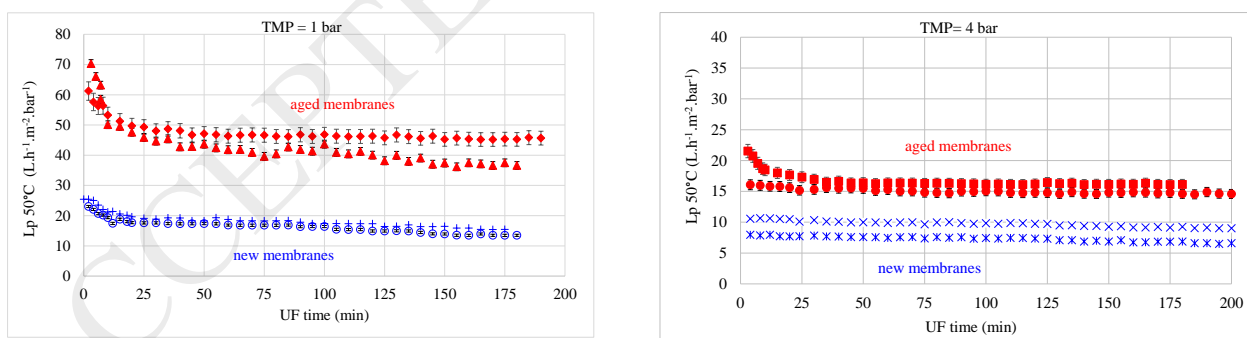 TMP = 1 bar
80
70
60
50
40
30
20
10
0
Lp 50°C (L.h⁻¹.m⁻².bar⁻¹)
aged membranes
new membranes
0 25 50 75 100 125 150 175 200
UF time (min)
CCEPTE
TMP= 4 bar
40
35
30
25
20
15
10
5
0
Lp 50°C (L.h⁻¹.m⁻².bar⁻¹)
aged membranes
new membranes
0 25 50 75 100 125 150 175 200
UF time (min)